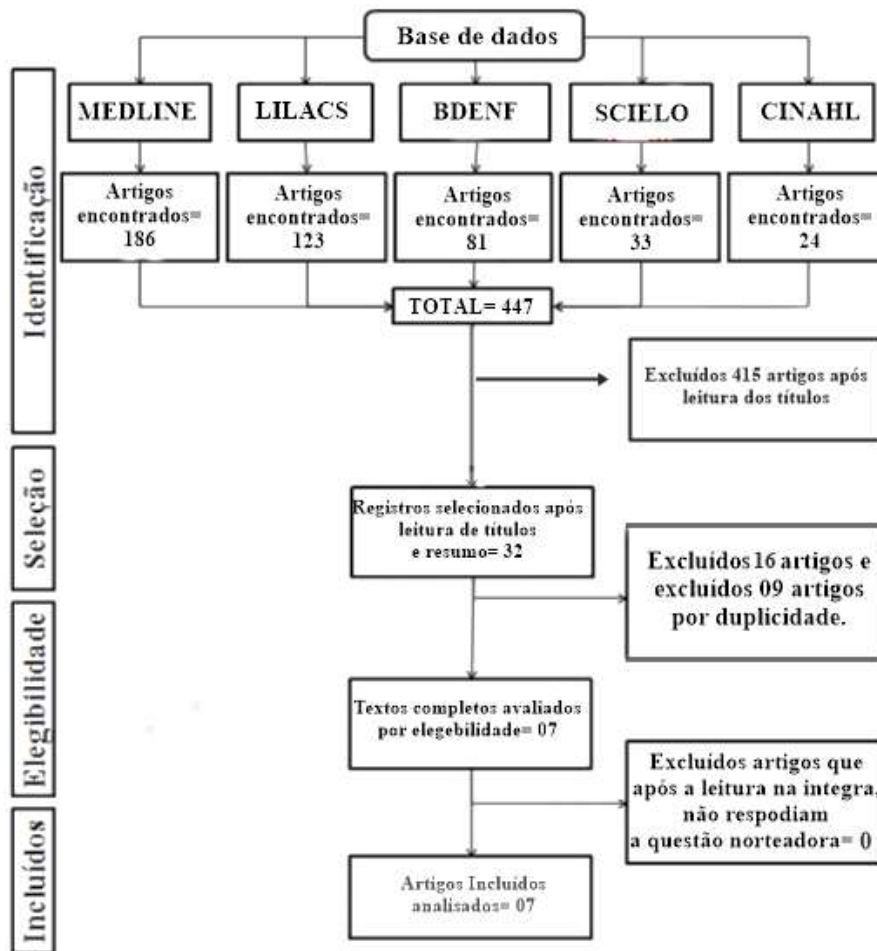 Base de dados
Identificação
MEDLINE
LILACS
BDENF
SCIELO
CINAHL
Artigos
encontrados=
186
Artigos
encontrados=
123
Artigos
encontrados=
81
Artigos
encontrados=
33
Artigos
encontrados=
24
TOTAL= 447
Excluídos 415 artigos após
leitura dos títulos
Seleção
Registros selecionados após
leitura de títulos
e resumo= 32
Excluídos 16 artigos e
excluídos 09 artigos
por duplicidade.
Elegibilidade
Textos completos avaliados
por elegebilidade= 07
Excluídos artigos que
após a leitura na integra,
não respodiam
a questão norteadora= 0
Incluídos
Artigos Incluídos
analisados= 07